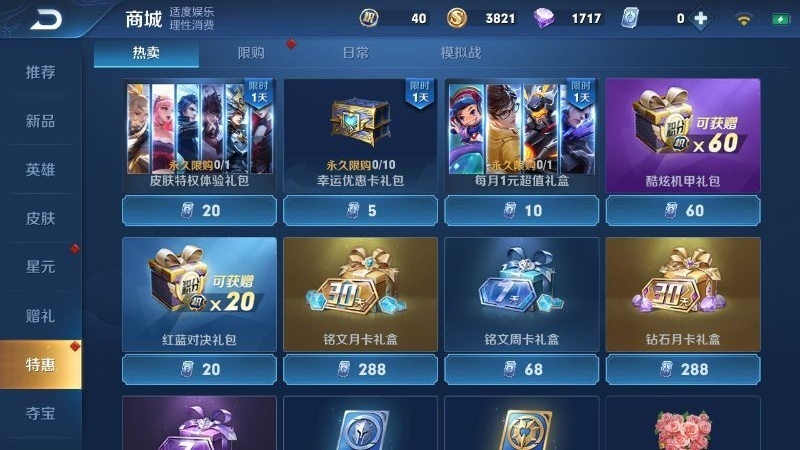 商城
适度娱乐
理性消费
40
3821
1717
0
热卖
限购
日常
模拟战
推荐
新品
英雄
皮肤
星元
赠礼
特惠
夺宝
限时
1天
永久限购0/1
皮肤特权体验礼包
20
限时
1天
永久限购0/10
幸运优惠卡礼包
5
限时
1天
永久限购0/1
每月1元超值礼盒
10
可获赠
x60
酷炫机甲礼包
60
可获赠
x20
红蓝对决礼包
20
30天
铭文月卡礼盒
288
7天
铭文周卡礼盒
68
30天
钻石月卡礼盒
288
7